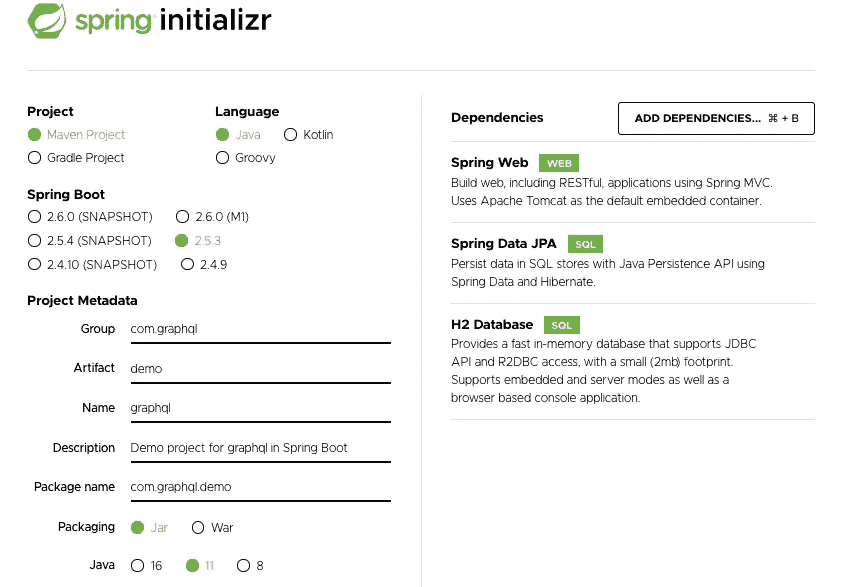 spring initializr
Project
Maven Project
Gradle Project
Language
Java Kotlin
Groovy
Spring Boot
2.6.0 (SNAPSHOT) 2.6.0 (M1)
2.5.4 (SNAPSHOT) 2.5.3
2.4.10 (SNAPSHOT) 2.4.9
Project Metadata
Group com.graphql
Artifact demo
Name graphql
Description Demo project for graphql in Spring Boot
Package name com.graphql.demo
Packaging Jar War
Java 16 11 8
Dependencies ADD DEPENDENCIES... ⌘ + B
Spring Web WEB
Build web, including RESTful, applications using Spring MVC.
Uses Apache Tomcat as the default embedded container.
Spring Data JPA SQL
Persist data in SQL stores with Java Persistence API using
Spring Data and Hibernate.
H2 Database SQL
Provides a fast in-memory database that supports JDBC
API and R2DBC access, with a small (2mb) footprint.
Supports embedded and server modes as well as a
browser based console application.